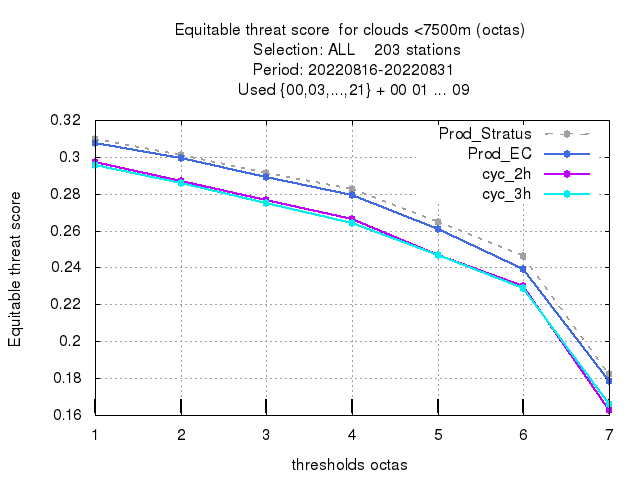 Equitable threat score  for clouds <7500m (octas)
Selection: ALL    203 stations
Period: 20220816-20220831
Used {00,03,...,21} + 00 01 ... 09
Prod_Stratus
Prod_EC
cyc_2h
cyc_3h
Equitable threat score
0.32
0.3
0.28
0.26
0.24
0.22
0.2
0.18
0.16
1 2 3 4 5 6 7
thresholds octas